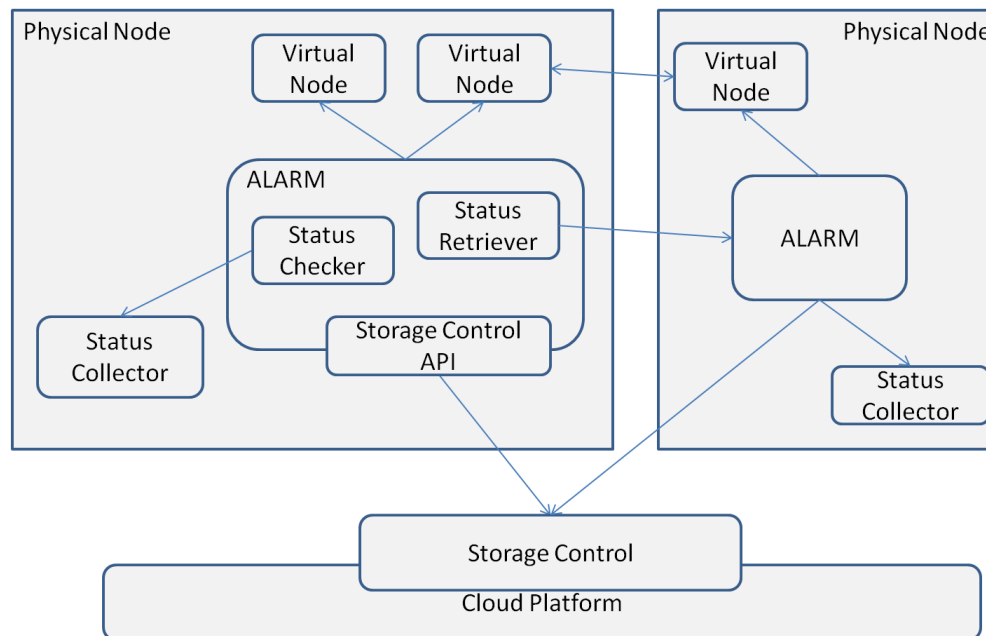 Physical Node
Virtual
Node
Virtual
Node
ALARM
Status
Checker
Status
Retriever
Storage Control
API
Status
Collector
Physical Node
Virtual
Node
ALARM
Status
Collector
Storage Control
Cloud Platform